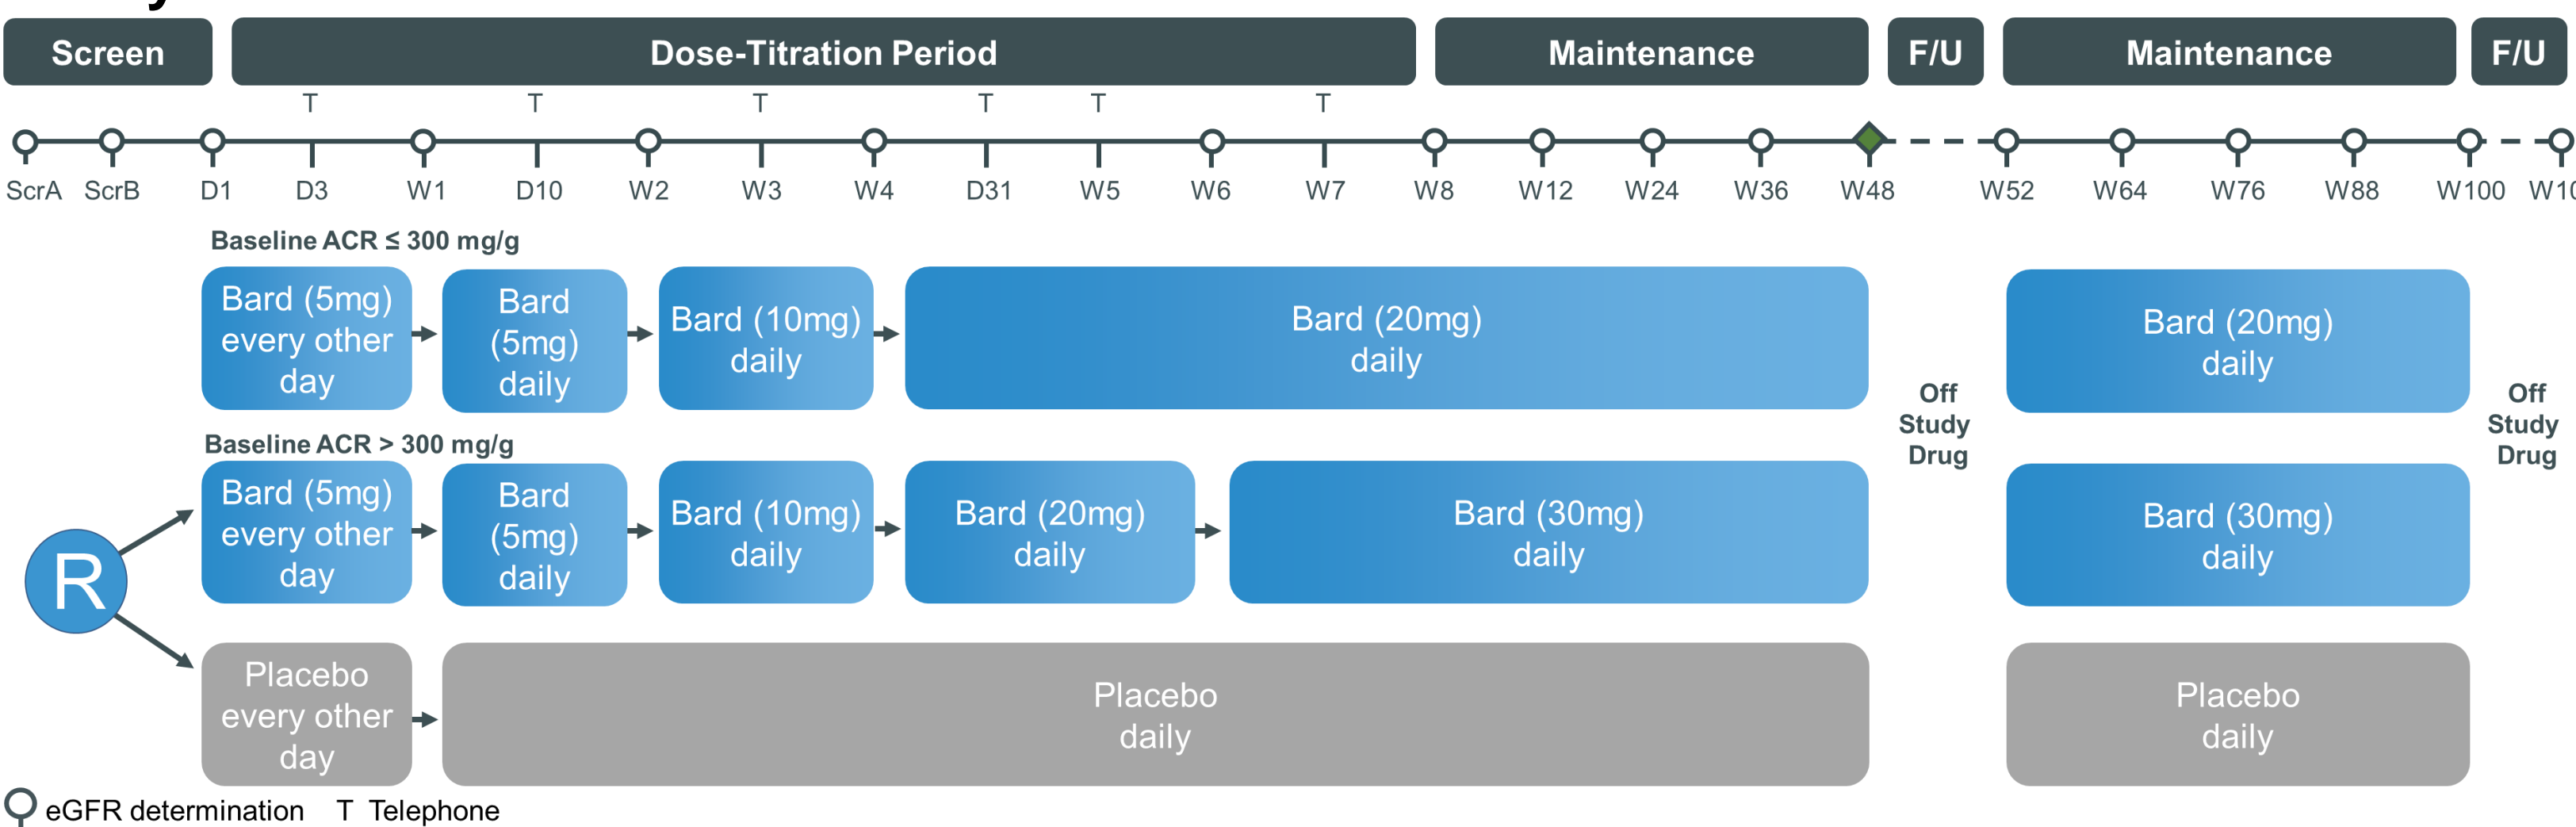 Screen
Dose-Titration Period
Maintenance
F/U
Maintenance
F/U
T T T T T T
ScrA ScrB D1 D3 W1 D10 W2 W3 W4 D31 W5 W6 W7 W8 W12 W24 W36 W48 W52 W64 W76 W88 W100 W10
Baseline ACR ≤ 300 mg/g
Bard (5mg)
every other
day
Bard
(5mg)
daily
Bard (10mg)
daily
Bard (20mg)
daily
Bard (20mg)
daily
Off
Study
Drug
Off
Study
Drug
Baseline ACR > 300 mg/g
R
Bard (5mg)
every other
day
Bard
(5mg)
daily
Bard (10mg)
daily
Bard (20mg)
daily
Bard (30mg)
daily
Bard (30mg)
daily
Placebo
every other
day
Placebo
daily
Placebo
daily
eGFR determination T Telephone